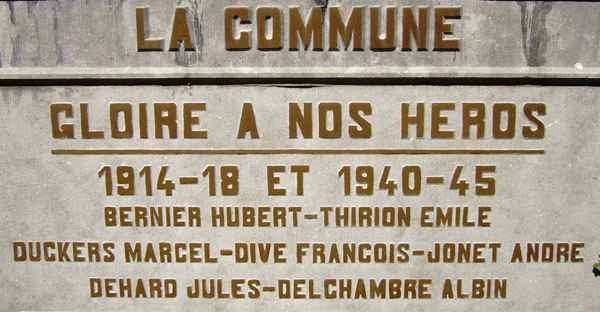 LA COMMUNE
GLOIRE A NOS HEROS
1914-18 ET 1940-45
BERNIER HUBERT-THIRION EMILE
DUCKERS MARCEL-DIVE FRANCOIS-JONET ANDRE
DEHARD JULES-DELCHAMBRE ALBIN